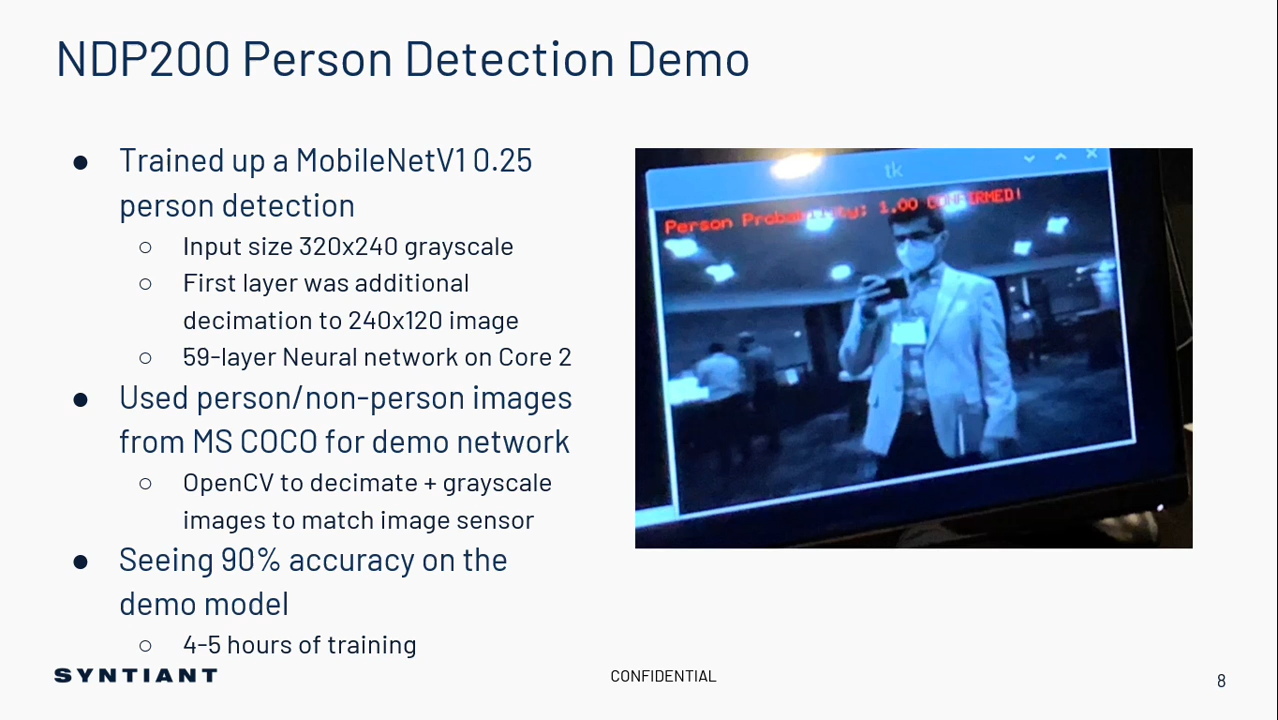 NDP200 Person Detection Demo
● Trained up a MobileNetV1 0.25
person detection
○ Input size 320x240 grayscale
○ First layer was additional
decimation to 240x120 image
○ 59-layer Neural network on Core 2
● Used person/non-person images
from MS COCO for demo network
○ OpenCV to decimate + grayscale
images to match image sensor
● Seeing 90% accuracy on the
demo model
○ 4-5 hours of training
tk
Person Probability: 1.00 CONFIRMED!
SYNTIANT
CONFIDENTIAL
8